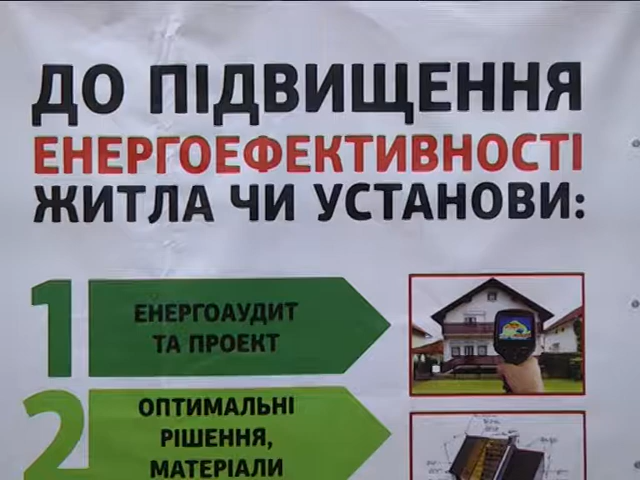 ДО ПІДВИЩЕННЯ
ЕНЕРГОЕФЕКТИВНОСТІ
ЖИТЛА ЧИ УСТАНОВИ:
1
ЕНЕРГОАУДИТ
ТА ПРОЕКТ
2
ОПТИМАЛЬНІ
РІШЕННЯ,
МАТЕРІАЛИ